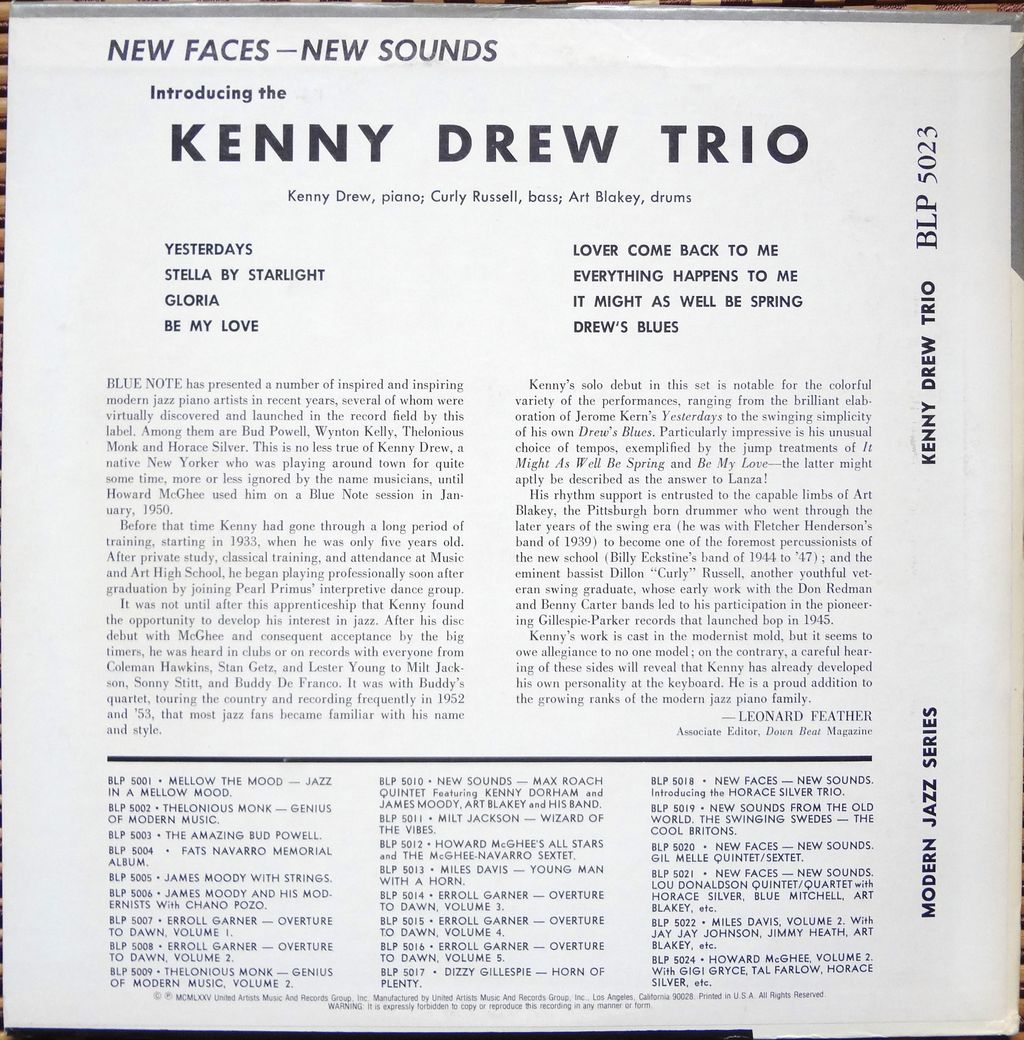 NEW FACES — NEW SOUNDS
Introducing the
KENNY DREW TRIO
Kenny Drew, piano; Curly Russell, bass; Art Blakey, drums
YESTERDAYS
STELLA BY STARLIGHT
GLORIA
BE MY LOVE
LOVER COME BACK TO ME
EVERYTHING HAPPENS TO ME
IT MIGHT AS WELL BE SPRING
DREW'S BLUES
BLUE NOTE has presented a number of inspired and inspiring
modern jazz piano artists in recent years, several of whom were
virtually discovered and launched in the record field by this
label. Among them are Bud Powell, Wynton Kelly, Thelonious
Monk and Horace Silver. This is no less true of Kenny Drew, a
native New Yorker who was playing around town for quite
some time, more or less ignored by the name musicians, until
Howard McGhee used him on a Blue Note session in Jan-
uary, 1950.
Before that time Kenny had gone through a long period of
training, starting in 1933, when he was only five years old.
After private study, classical training, and attendance at Music
and Art High School, he began playing professionally soon after
graduation by joining Pearl Primus' interpretive dance group.
It was not until after this apprenticeship that Kenny found
the opportunity to develop his interest in jazz. After his disc
debut with McGhee and consequent acceptance by the big
timers, he was heard in clubs or on records with everyone from
Coleman Hawkins, Stan Getz, and Lester Young to Milt Jack-
son, Sonny Stitt, and Buddy De Franco. It was with Buddy's
quartet, touring the country and recording frequently in 1952
and '53, that most jazz fans became familiar with his name
and style.
Kenny's solo debut in this set is notable for the colorful
variety of the performances, ranging from the brilliant elab-
oration of Jerome Kern's Yesterdays to the swinging simplicity
of his own Drew's Blues. Particularly impressive is his unusual
choice of tempos, exemplified by the jump treatments of It
Might As Well Be Spring and Be My Love—the latter might
aptly be described as the answer to Lanza!
His rhythm support is entrusted to the capable limbs of Art
Blakey, the Pittsburgh born drummer who went through the
later years of the swing era (he was with Fletcher Henderson's
band of 1939) to become one of the foremost percussionists of
the new school (Billy Eckstine's band of 1944 to '47) ; and the
eminent bassist Dillon "Curly" Russell, another youthful vet-
eran swing graduate, whose early work with the Don Redman
and Benny Carter bands led to his participation in the pioneer-
ing Gillespie-Parker records that launched bop in 1945.
Kenny's work is cast in the modernist mold, but it seems to
owe allegiance to no one model; on the contrary, a careful hear-
ing of these sides will reveal that Kenny has already developed
his own personality at the keyboard. He is a proud addition to
the growing ranks of the modern jazz piano family.
—LEONARD FEATHER
Associate Editor, Down Beat Magazine
BLP 5001 • MELLOW THE MOOD — JAZZ
IN A MELLOW MOOD.
BLP 5002 • THELONIOUS MONK — GENIUS
OF MODERN MUSIC.
BLP 5003 • THE AMAZING BUD POWELL.
BLP 5004 • FATS NAVARRO MEMORIAL
ALBUM.
BLP 5005 • JAMES MOODY WITH STRINGS.
BLP 5006 • JAMES MOODY AND HIS MOD-
ERNISTS With CHANO POZO.
BLP 5007 • ERROLL GARNER — OVERTURE
TO DAWN, VOLUME 1.
BLP 5008 • ERROLL GARNER — OVERTURE
TO DAWN, VOLUME 2.
BLP 5009 • THELONIOUS MONK — GENIUS
OF MODERN MUSIC, VOLUME 2.
BLP 5010 • NEW SOUNDS — MAX ROACH
QUINTET Featuring KENNY DORHAM and
JAMES MOODY, ART BLAKEY and HIS BAND.
BLP 5011 • MILT JACKSON — WIZARD OF
THE VIBES.
BLP 5012 • HOWARD McGHEE'S ALL STARS
and THE McGHEE-NAVARRO SEXTET.
BLP 5013 • MILES DAVIS — YOUNG MAN
WITH A HORN.
BLP 5014 • ERROLL GARNER — OVERTURE
TO DAWN, VOLUME 3.
BLP 5015 • ERROLL GARNER — OVERTURE
TO DAWN, VOLUME 4.
BLP 5016 • ERROLL GARNER — OVERTURE
TO DAWN, VOLUME 5.
BLP 5017 • DIZZY GILLESPIE — HORN OF
PLENTY.
BLP 5018 • NEW FACES — NEW SOUNDS.
Introducing the HORACE SILVER TRIO.
BLP 5019 • NEW SOUNDS FROM THE OLD
WORLD. THE SWINGING SWEDES — THE
COOL BRITONS.
BLP 5020 • NEW FACES — NEW SOUNDS.
GIL MELLE QUINTET/SEXTET.
BLP 5021 • NEW FACES — NEW SOUNDS.
LOU DONALDSON QUINTET/QUARTET with
HORACE SILVER, BLUE MITCHELL, ART
BLAKEY, etc.
BLP 5022 • MILES DAVIS, VOLUME 2. With
JAY JAY JOHNSON, JIMMY HEATH, ART
BLAKEY, etc.
BLP 5024 • HOWARD McGHEE, VOLUME 2.
With GIGI GRYCE, TAL FARLOW, HORACE
SILVER, etc.
© ℗ MCMLXXV United Artists Music And Records Group, Inc. Manufactured by United Artists Music And Records Group, Inc., Los Angeles, California 90028. Printed in U.S.A. All Rights Reserved.
WARNING: It is expressly forbidden to copy or reproduce this recording in any manner or form.
BLP 5023
KENNY DREW TRIO
MODERN JAZZ SERIES